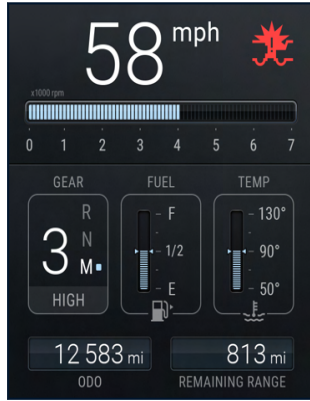 58 mph
x1000 rpm
0 1 2 3 4 5 6 7
GEAR
R
3 N
M
HIGH
FUEL
F
1/2
E
TEMP
130°
90°
50°
12 583 mi
ODO
813 mi
REMAINING RANGE